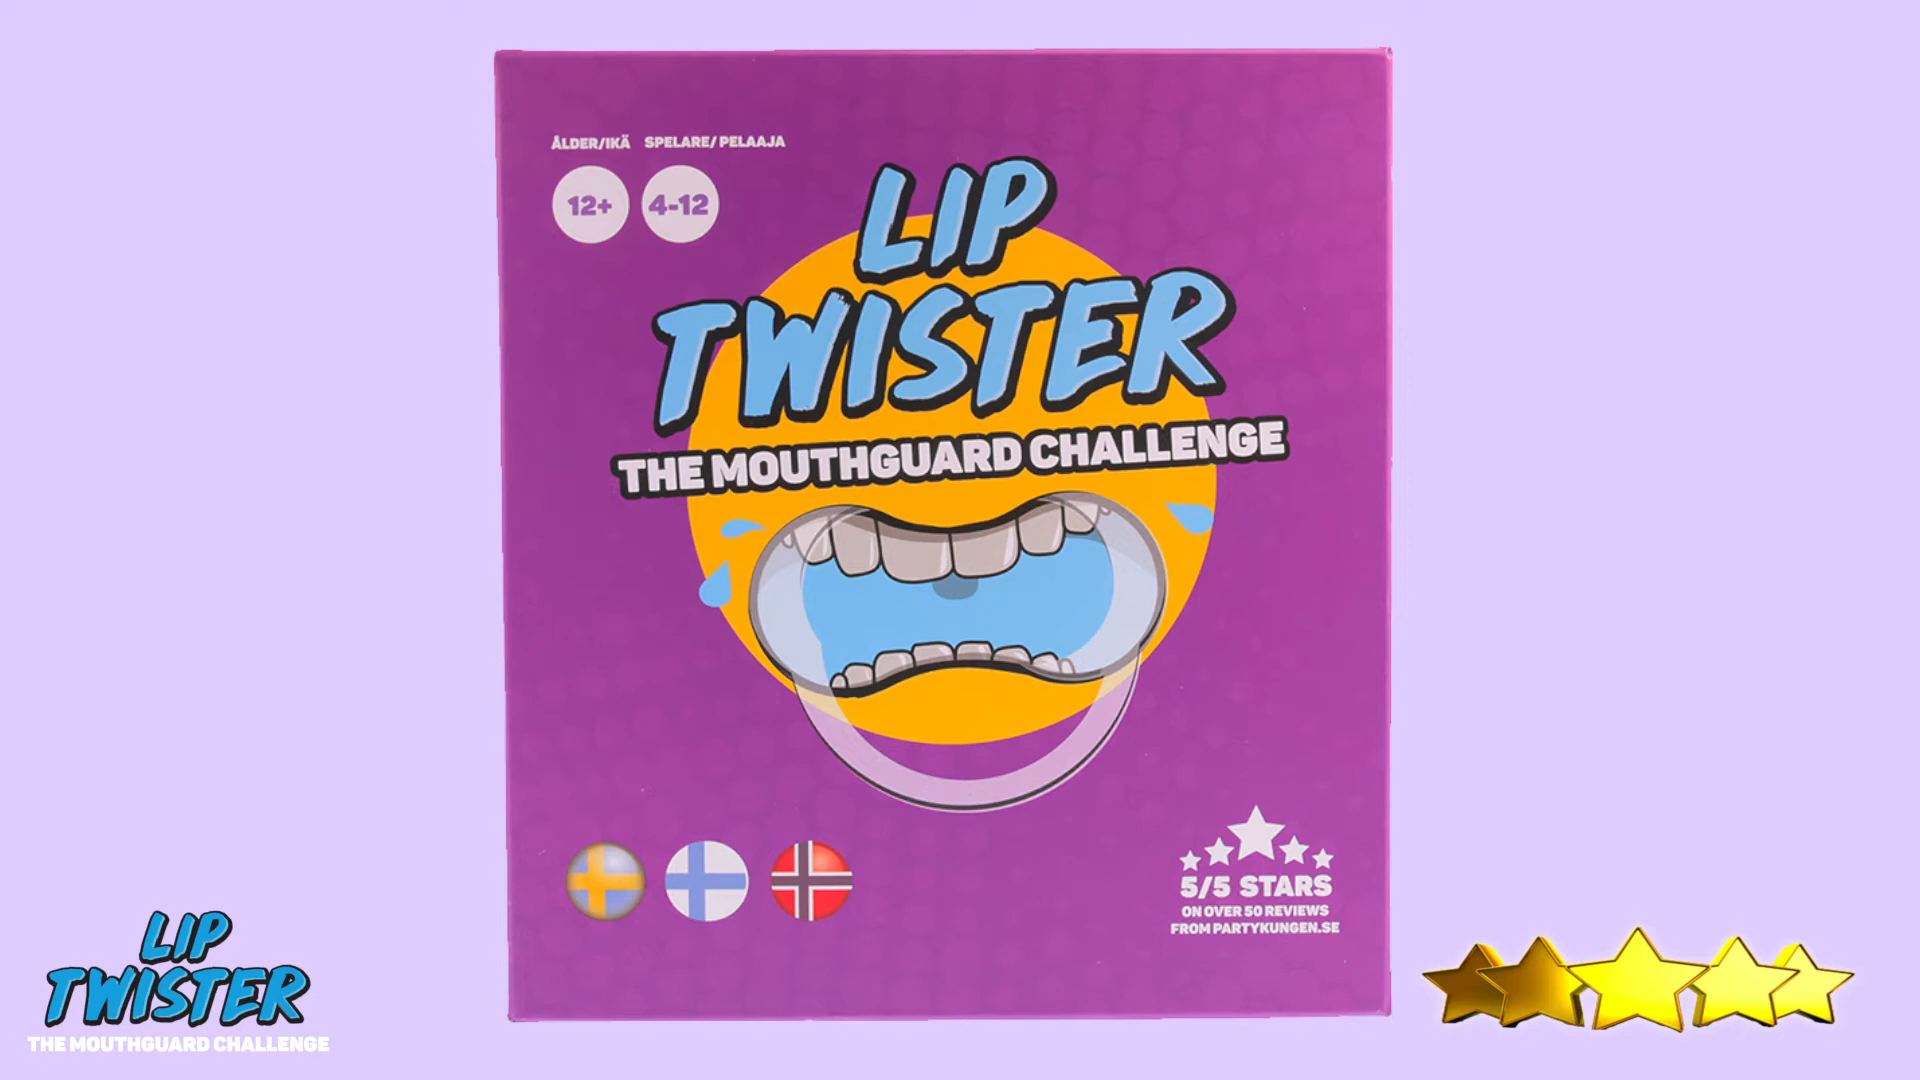 ÅLDER/IKÄ SPELARE/ PELAAJA
12+ 4-12
LIP
TWISTER
THE MOUTHGUARD CHALLENGE
5/5 STARS
ON OVER 50 REVIEWS
FROM PARTYKUNGEN.SE
LIP
TWISTER
THE MOUTHGUARD CHALLENGE